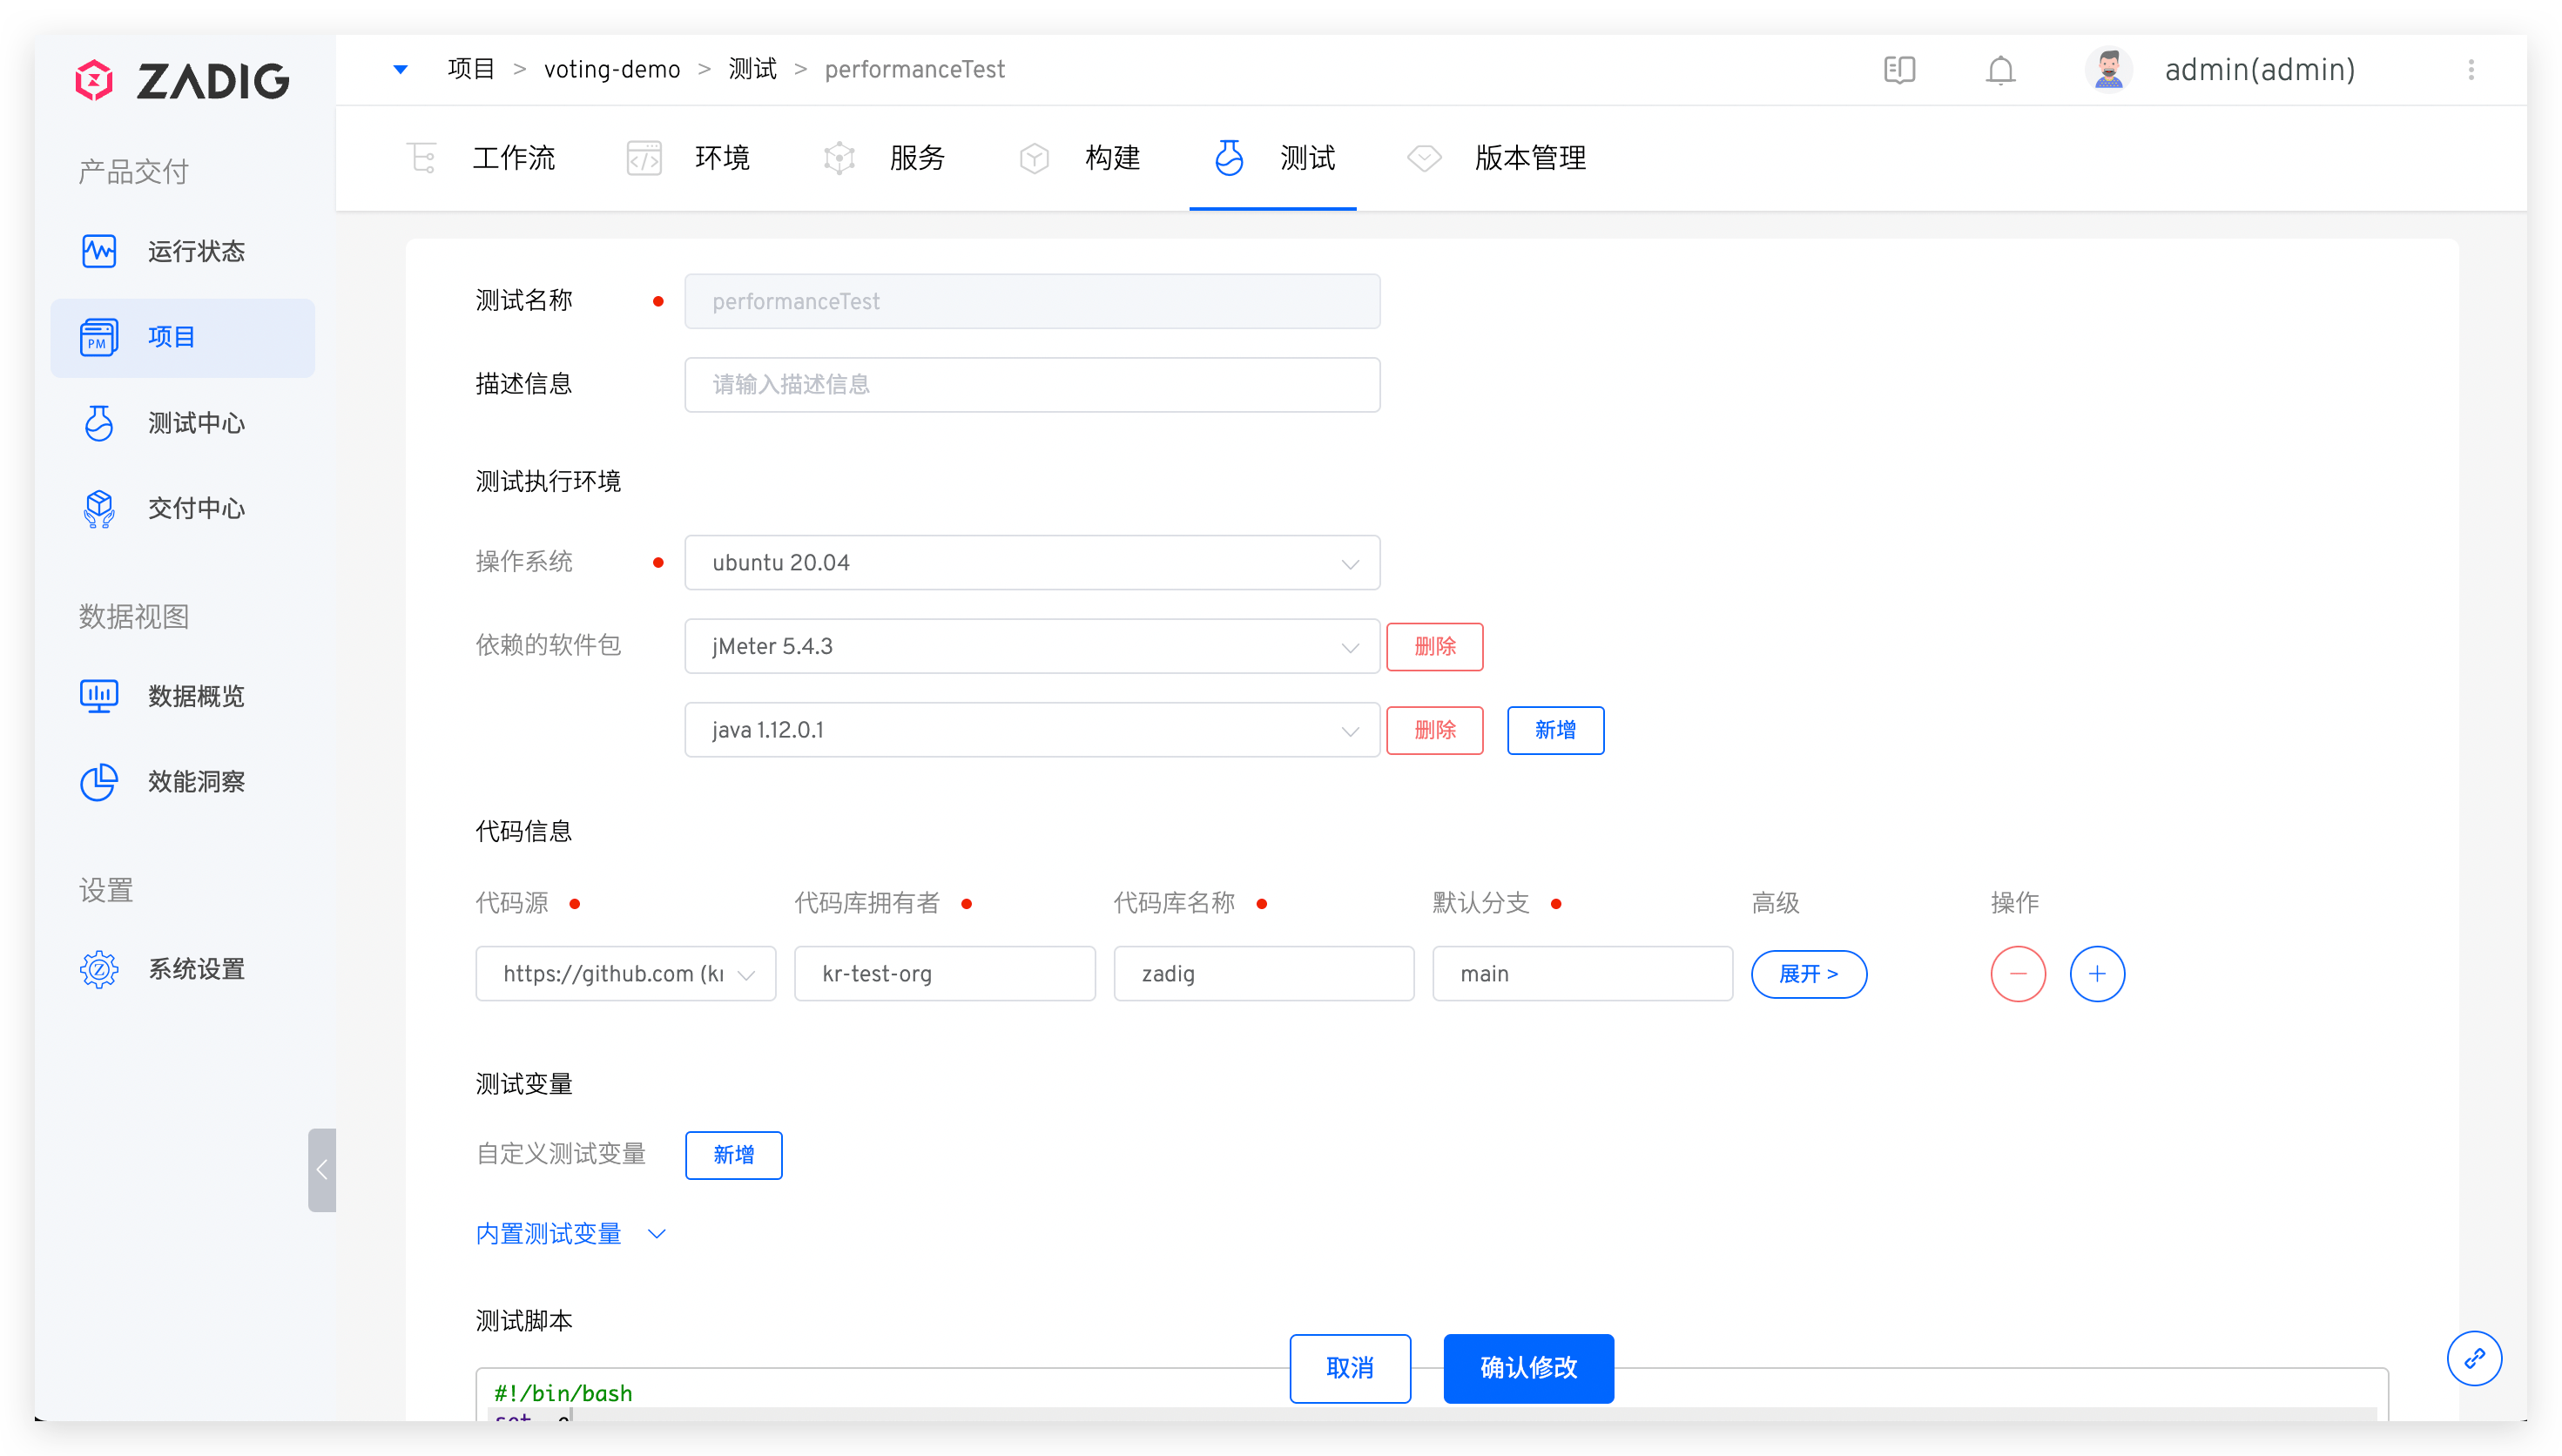 ZADIG
项目 > voting-demo > 测试 > performanceTest
admin(admin)
工作流
环境
服务
构建
测试
版本管理
产品交付
运行状态
PM
项目
测试中心
交付中心
数据视图
数据概览
效能洞察
设置
系统设置
测试名称
performanceTest
描述信息
请输入描述信息
测试执行环境
操作系统
ubuntu 20.04
依赖的软件包
jMeter 5.4.3
删除
java 1.12.0.1
删除
新增
代码信息
代码源
代码库拥有者
代码库名称
默认分支
高级
操作
https://github.com (kr
kr-test-org
zadig
main
展开 >
测试变量
自定义测试变量
新增
内置测试变量
测试脚本
取消
确认修改
#!/bin/bash